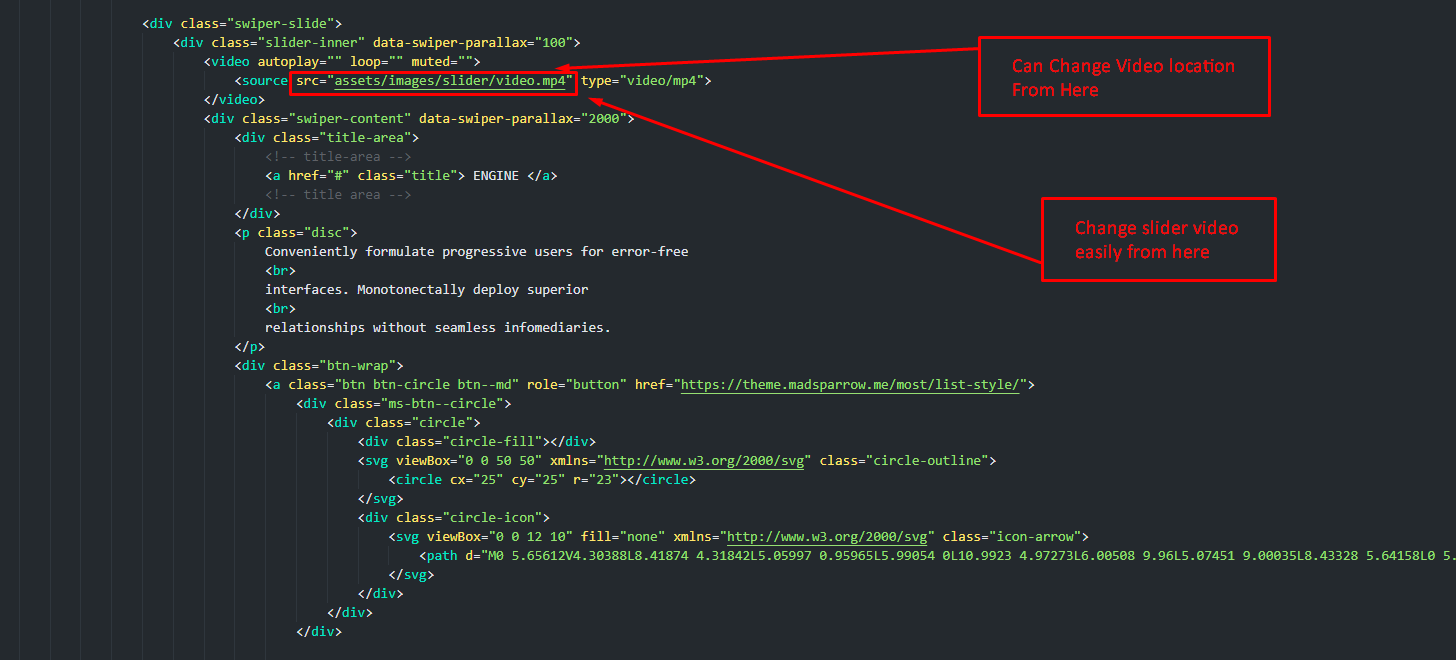 <div class="swiper-slide">
<div class="slider-inner" data-swiper-parallax="100">
<video autoplay="" loop="" muted="">
<source src="assets/images/slider/video.mp4" type="video/mp4">
</video>
<div class="swiper-content" data-swiper-parallax="2000">
<div class="title-area">
<!-- title-area -->
<a href="#" class="title"> ENGINE </a>
<!-- title area -->
</div>
<p class="disc">
Conveniently formulate progressive users for error-free
<br>
interfaces. Monotonectally deploy superior
<br>
relationships without seamless infomediaries.
</p>
<div class="btn-wrap">
<a class="btn btn-circle btn--md" role="button" href="https://theme.madsparrow.me/most/list-style/">
<div class="ms-btn--circle">
<div class="circle">
<div class="circle-fill"></div>
<svg viewBox="0 0 50 50" xmlns="http://www.w3.org/2000/svg" class="circle-outline">
<circle cx="25" cy="25" r="23"></circle>
</svg>
<div class="circle-icon">
<svg viewBox="0 0 12 10" fill="none" xmlns="http://www.w3.org/2000/svg" class="icon-arrow">
<path d="M0 5.65612V4.30388L8.41874 4.31842L5.05997 0.95965L5.99054 0L10.9923 4.97273L6.00508 9.96L5.07451 9.00035L8.43328 5.64158L0 5.
</svg>
</div>
</div>
</div>
Can Change Video location
From Here
Change slider video
easily from here